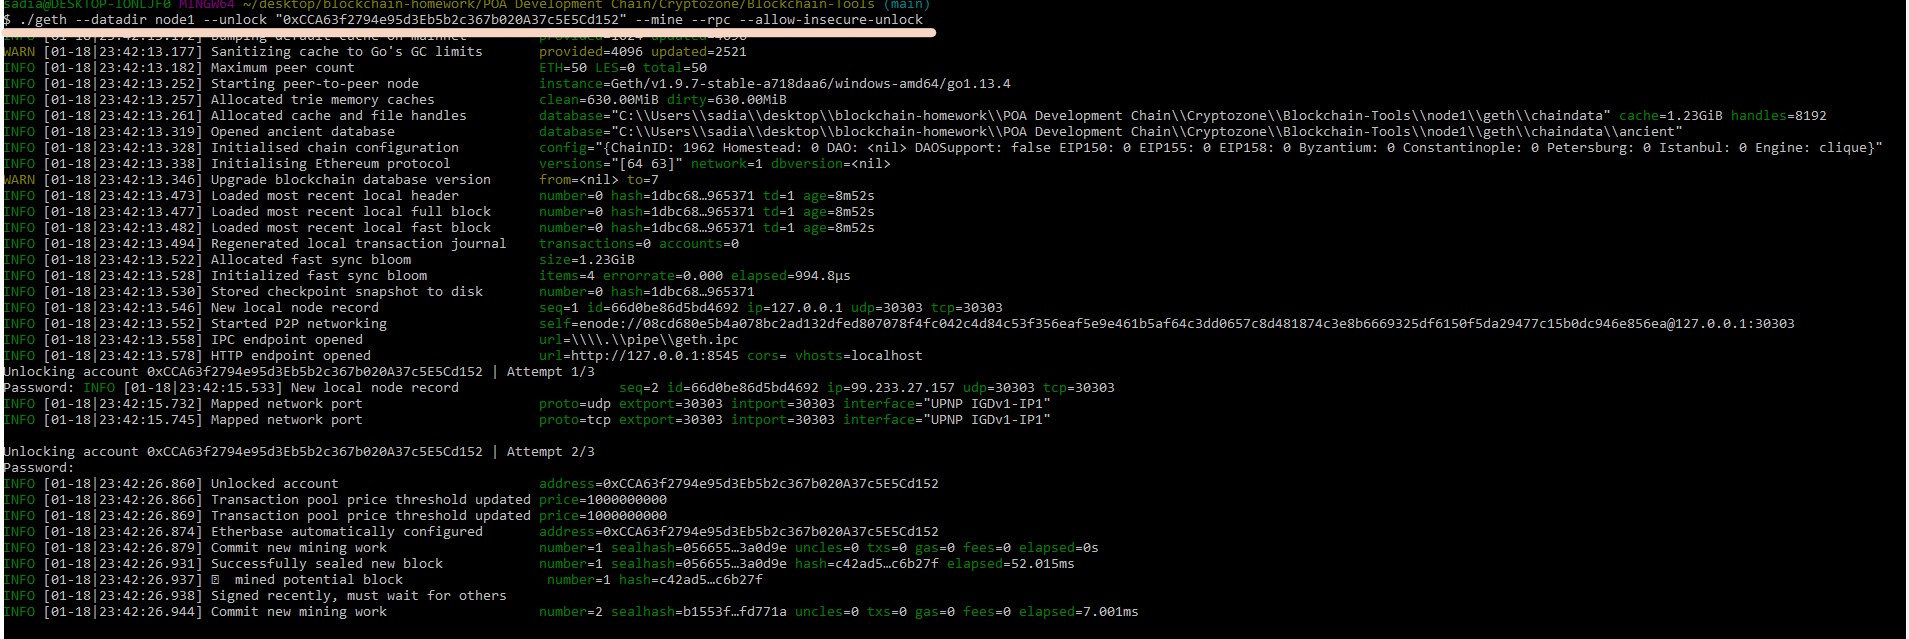 sadia@DESKTOP-IONLJF0 MINGW64 ~/desktop/blockchain-homework/POA Development Chain/Cryptozone/Blockchain-Tools (main)
$ ./geth --datadir node1 --unlock "0xCCA63f2794e95d3Eb5b2c367b020A37c5E5Cd152" --mine --rpc --allow-insecure-unlock
INFO [01-18|23:42:13.172] Bumping default cache on mainnet provided=1024 updated=4096
WARN [01-18|23:42:13.177] Sanitizing cache to Go's GC limits provided=4096 updated=2521
INFO [01-18|23:42:13.182] Maximum peer count ETH=50 LES=0 total=50
INFO [01-18|23:42:13.252] Starting peer-to-peer node instance=Geth/v1.9.7-stable-a718daa6/windows-amd64/go1.13.4
INFO [01-18|23:42:13.257] Allocated trie memory caches clean=630.00MiB dirty=630.00MiB
INFO [01-18|23:42:13.261] Allocated cache and file handles database="C:\\Users\\sadia\\desktop\\blockchain-homework\\POA Development Chain\\Cryptozone\\Blockchain-Tools\\node1\\geth\\chaindata" cache=1.23GiB handles=8192
INFO [01-18|23:42:13.319] Opened ancient database database="C:\\Users\\sadia\\desktop\\blockchain-homework\\POA Development Chain\\Cryptozone\\Blockchain-Tools\\node1\\geth\\chaindata\\ancient"
INFO [01-18|23:42:13.328] Initialised chain configuration config="{ChainID: 1962 Homestead: 0 DAO: <nil> DAOSupport: false EIP150: 0 EIP155: 0 EIP158: 0 Byzantium: 0 Constantinople: 0 Petersburg: 0 Istanbul: 0 Engine: clique}"
INFO [01-18|23:42:13.338] Initialising Ethereum protocol versions="[64 63]" network=1 dbversion=<nil>
WARN [01-18|23:42:13.346] Upgrade blockchain database version from=<nil> to=7
INFO [01-18|23:42:13.473] Loaded most recent local header number=0 hash=1dbc68…965371 td=1 age=8m52s
INFO [01-18|23:42:13.477] Loaded most recent local full block number=0 hash=1dbc68…965371 td=1 age=8m52s
INFO [01-18|23:42:13.482] Loaded most recent local fast block number=0 hash=1dbc68…965371 td=1 age=8m52s
INFO [01-18|23:42:13.494] Regenerated local transaction journal transactions=0 accounts=0
INFO [01-18|23:42:13.522] Allocated fast sync bloom size=1.23GiB
INFO [01-18|23:42:13.528] Initialized fast sync bloom items=4 errorrate=0.000 elapsed=994.8µs
INFO [01-18|23:42:13.530] Stored checkpoint snapshot to disk number=0 hash=1dbc68…965371
INFO [01-18|23:42:13.546] New local node record seq=1 id=66d0be86d5bd4692 ip=127.0.0.1 udp=30303 tcp=30303
INFO [01-18|23:42:13.552] Started P2P networking self=enode://08cd680e5b4a078bc2ad132dfed807078f4fc042c4d84c53f356eaf5e9e461b5af64c3dd0657c8d481874c3e8b6669325df6150f5da29477c15b0dc946e856ea@127.0.0.1:30303
INFO [01-18|23:42:13.558] IPC endpoint opened url=\\\\.\\pipe\\geth.ipc
INFO [01-18|23:42:13.578] HTTP endpoint opened url=http://127.0.0.1:8545 cors= vhosts=localhost
Unlocking account 0xCCA63f2794e95d3Eb5b2c367b020A37c5E5Cd152 | Attempt 1/3
Password: INFO [01-18|23:42:15.533] New local node record seq=2 id=66d0be86d5bd4692 ip=99.233.27.157 udp=30303 tcp=30303
INFO [01-18|23:42:15.732] Mapped network port proto=udp extport=30303 intport=30303 interface="UPNP IGDv1-IP1"
INFO [01-18|23:42:15.745] Mapped network port proto=tcp extport=30303 intport=30303 interface="UPNP IGDv1-IP1"
Unlocking account 0xCCA63f2794e95d3Eb5b2c367b020A37c5E5Cd152 | Attempt 2/3
Password:
INFO [01-18|23:42:26.860] Unlocked account address=0xCCA63f2794e95d3Eb5b2c367b020A37c5E5Cd152
INFO [01-18|23:42:26.866] Transaction pool price threshold updated price=1000000000
INFO [01-18|23:42:26.869] Transaction pool price threshold updated price=1000000000
INFO [01-18|23:42:26.874] Etherbase automatically configured address=0xCCA63f2794e95d3Eb5b2c367b020A37c5E5Cd152
INFO [01-18|23:42:26.879] Commit new mining work number=1 sealhash=056655…3a0d9e uncles=0 txs=0 gas=0 fees=0 elapsed=0s
INFO [01-18|23:42:26.931] Successfully sealed new block number=1 sealhash=056655…3a0d9e hash=c42ad5…c6b27f elapsed=52.015ms
INFO [01-18|23:42:26.937] mined potential block number=1 hash=c42ad5…c6b27f
INFO [01-18|23:42:26.938] Signed recently, must wait for others
INFO [01-18|23:42:26.944] Commit new mining work number=2 sealhash=b1553f…fd771a uncles=0 txs=0 gas=0 fees=0 elapsed=7.001ms